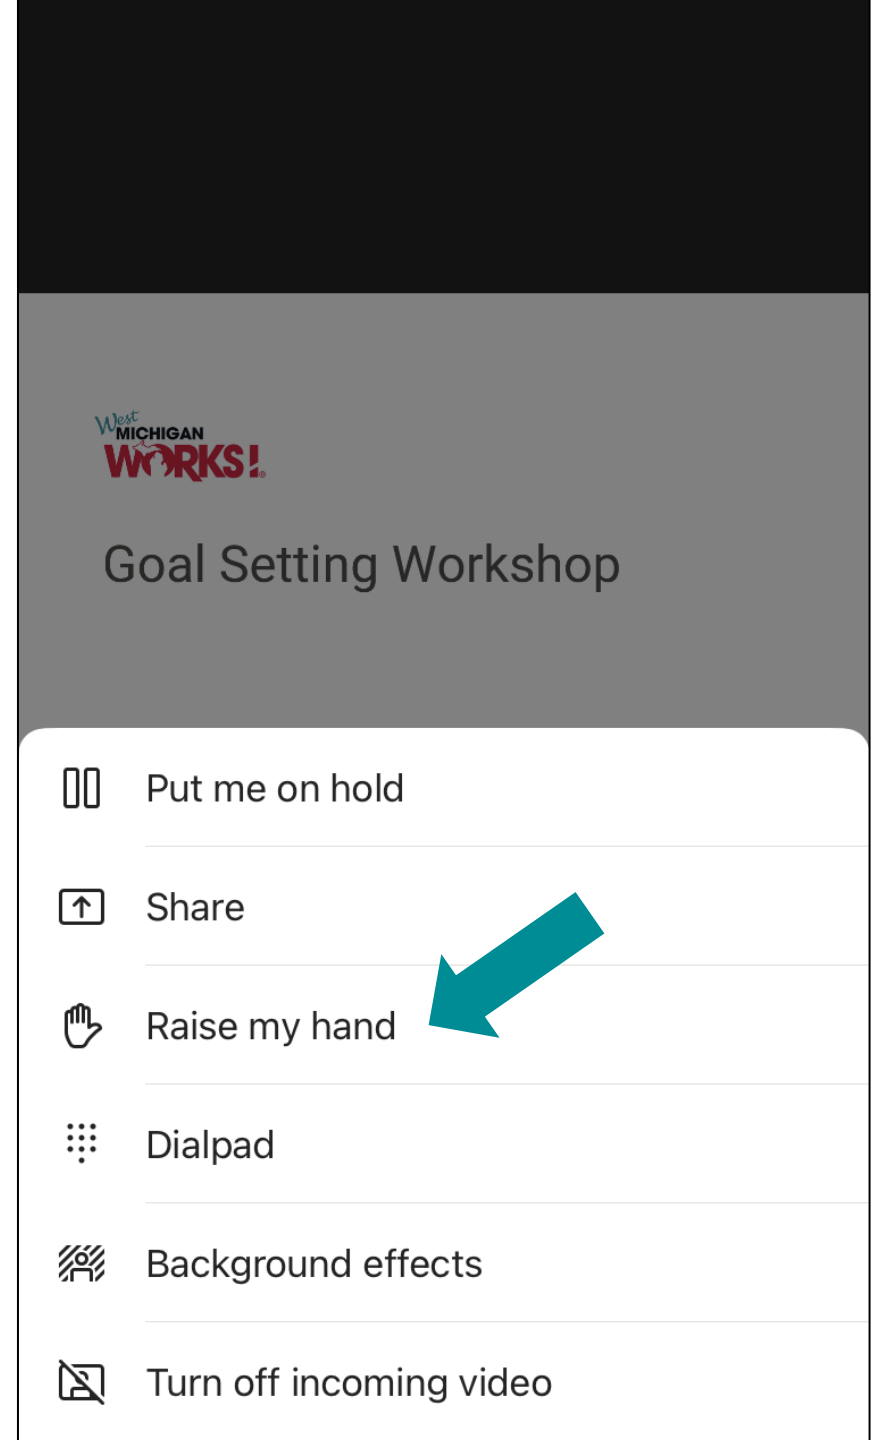 West
MICHIGAN
WORKS!®
Goal Setting Workshop
Put me on hold
Share
Raise my hand
Dialpad
Background effects
Turn off incoming video